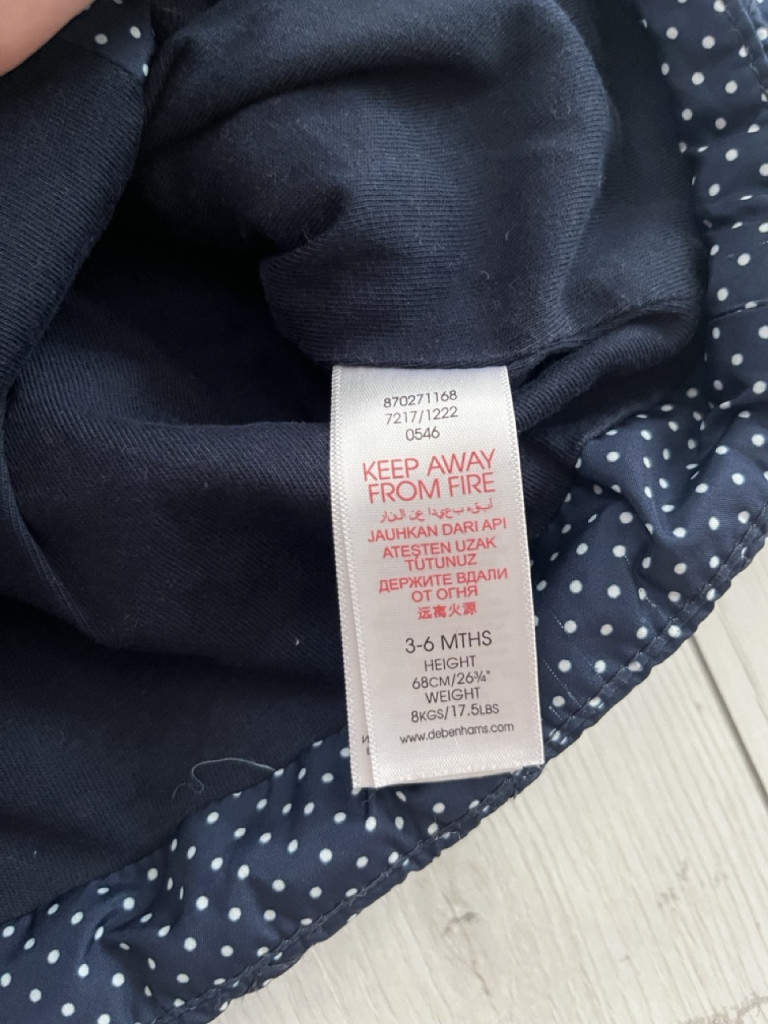 870271168
7217/1222
0546
KEEP AWAY
FROM FIRE
أبقه بعيدا عن النار
JAUHKAN DARI API
ATEŞTEN UZAK
TUTUNUZ
ДЕРЖИТЕ ВДАЛИ
ОТ ОГНЯ
远离火源
3-6 MTHS
HEIGHT
68CM/26¾"
WEIGHT
8KGS/17.5LBS
www.debenhams.com